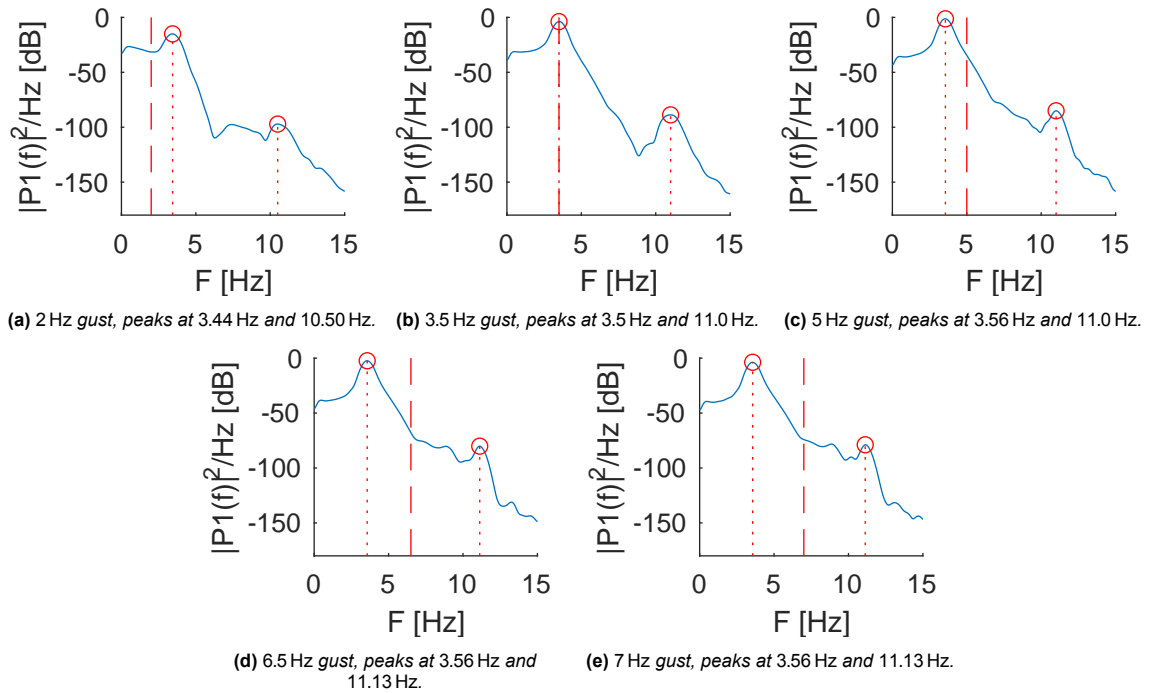 0
-50
-100
-150
|P1(f)|²/Hz [dB]
0 5 10 15
F [Hz]
(a) 2 Hz gust, peaks at 3.44 Hz and 10.50 Hz.
0
-50
-100
-150
|P1(f)|²/Hz [dB]
0 5 10 15
F [Hz]
(b) 3.5 Hz gust, peaks at 3.5 Hz and 11.0 Hz.
0
-50
-100
-150
|P1(f)|²/Hz [dB]
0 5 10 15
F [Hz]
(c) 5 Hz gust, peaks at 3.56 Hz and 11.0 Hz.
0
-50
-100
-150
|P1(f)|²/Hz [dB]
0 5 10 15
F [Hz]
(d) 6.5 Hz gust, peaks at 3.56 Hz and
11.13 Hz.
0
-50
-100
-150
|P1(f)|²/Hz [dB]
0 5 10 15
F [Hz]
(e) 7 Hz gust, peaks at 3.56 Hz and 11.13 Hz.